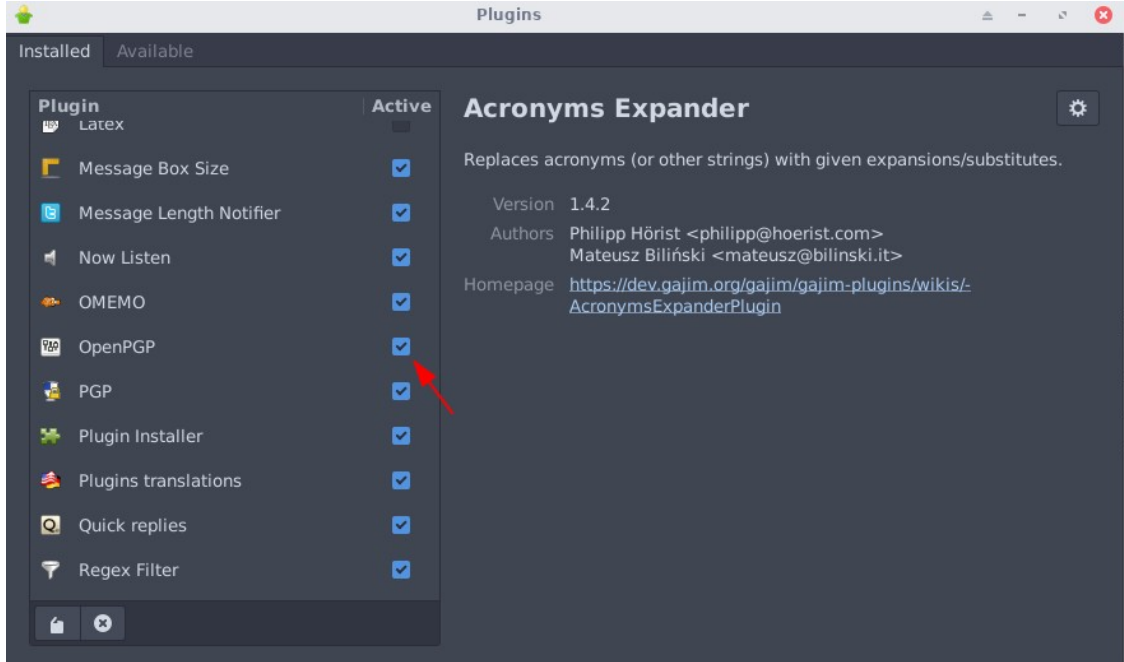 Plugins
Installed Available
Plugin Active
Latex
Message Box Size
Message Length Notifier
Now Listen
OMEMO
OpenPGP
PGP
Plugin Installer
Plugins translations
Quick replies
Regex Filter
Acronyms Expander
Replaces acronyms (or other strings) with given expansions/substitutes.
Version 1.4.2
Authors Philipp Hörist <philipp@hoerist.com>
Mateusz Biliński <mateusz@bilinski.it>
Homepage https://dev.gajim.org/gajim/gajim-plugins/wikis/-
AcronymsExpanderPlugin